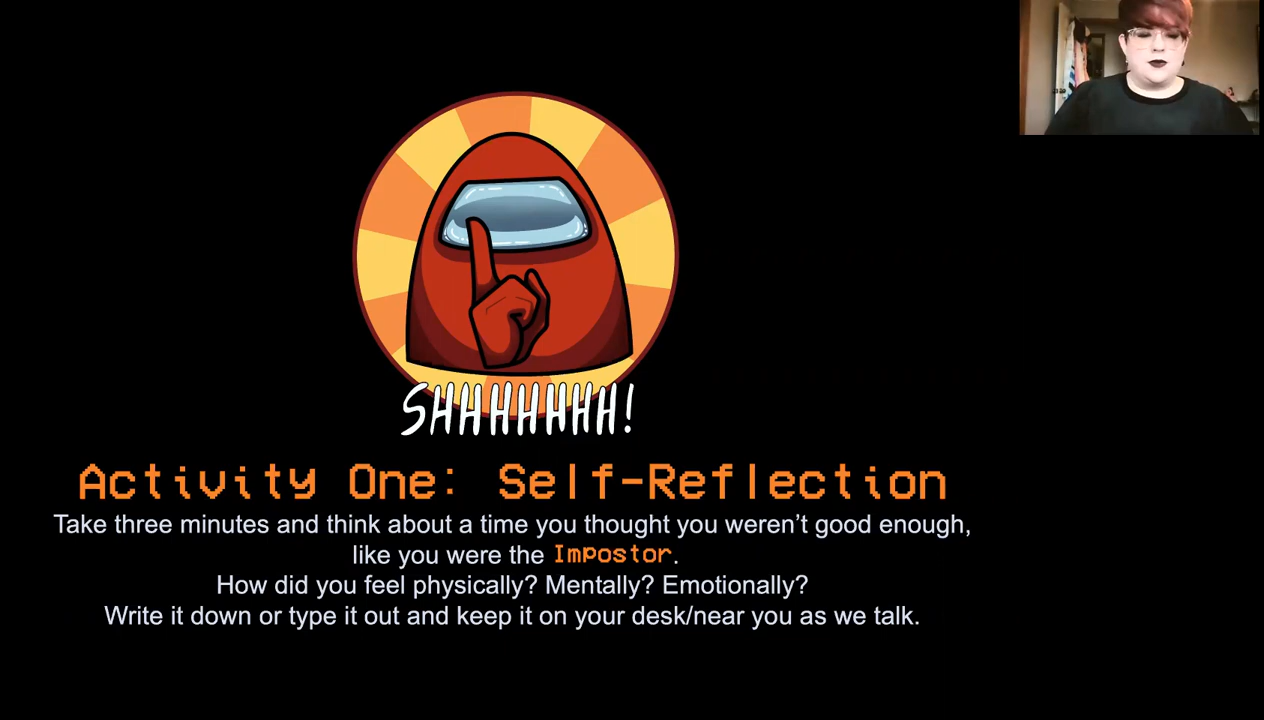 SHHHHHHH!
Activity One: Self-Reflection
Take three minutes and think about a time you thought you weren’t good enough,
like you were the Impostor.
How did you feel physically? Mentally? Emotionally?
Write it down or type it out and keep it on your desk/near you as we talk.